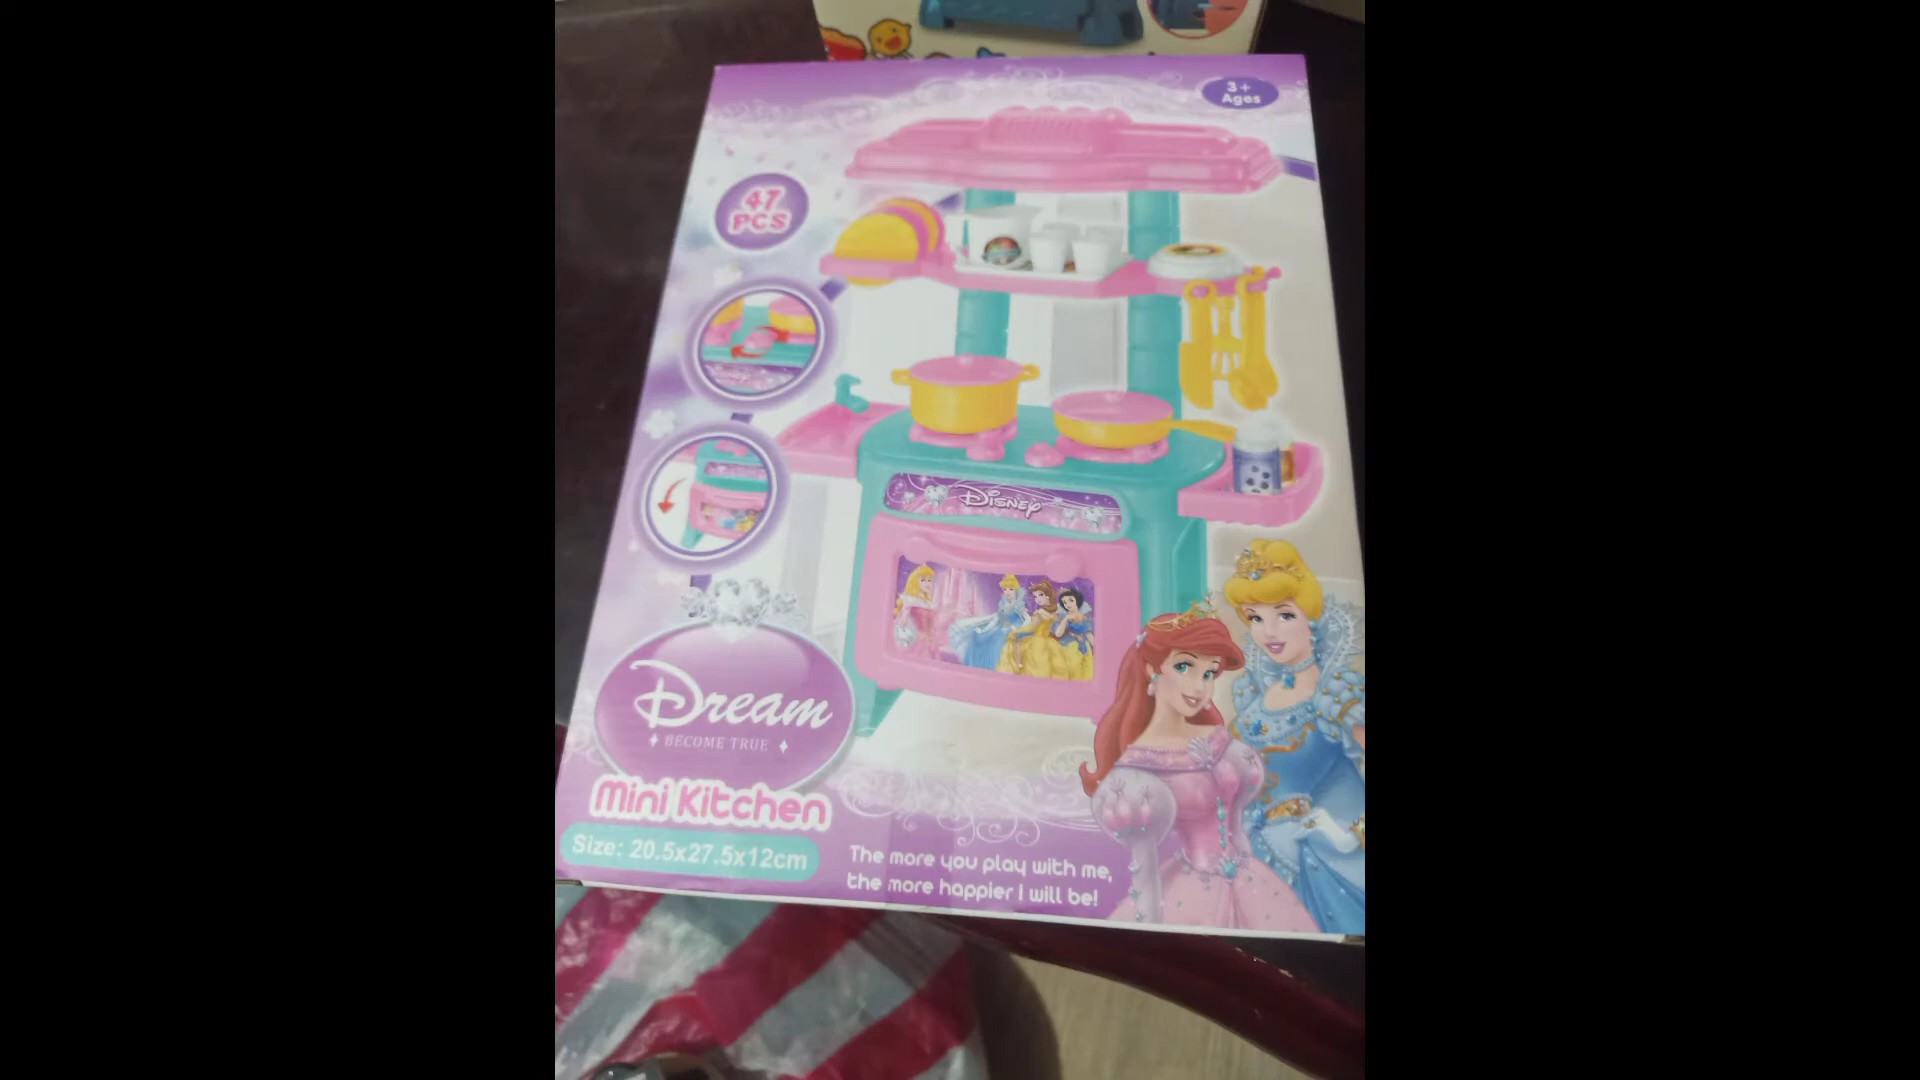 3+
Ages
47
PCS
Disney
Dream
BECOME TRUE
Mini Kitchen
Size: 20.5x27.5x12cm
The more you play with me,
the more happier I will be!